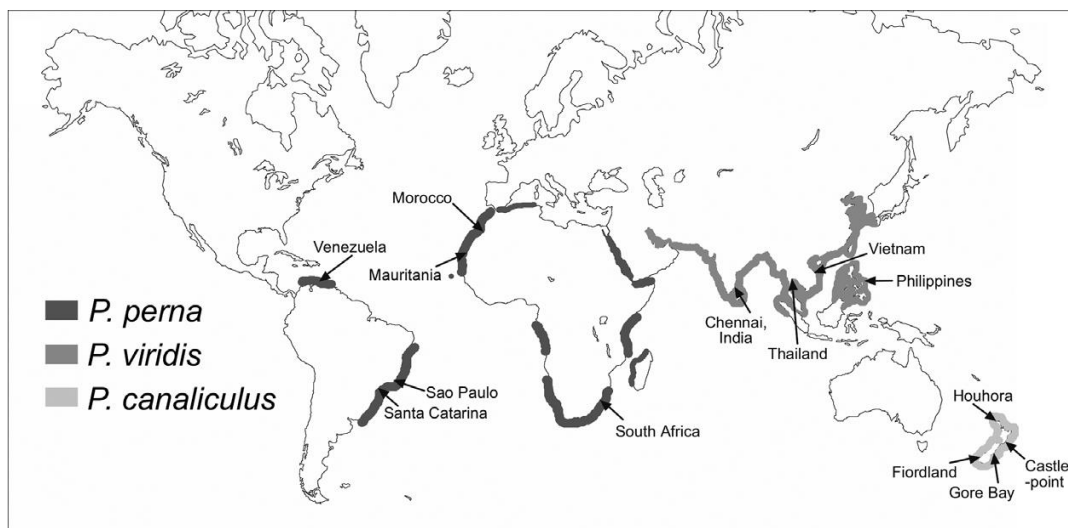 Morocco
Venezuela
Mauritania
Vietnam
Philippines
P. perna
Chennai,
India
Thailand
P. viridis
P. canaliculus
Sao Paulo
Santa Catarina
South Africa
Houhora
Fiordland
Castle
-point
Gore Bay